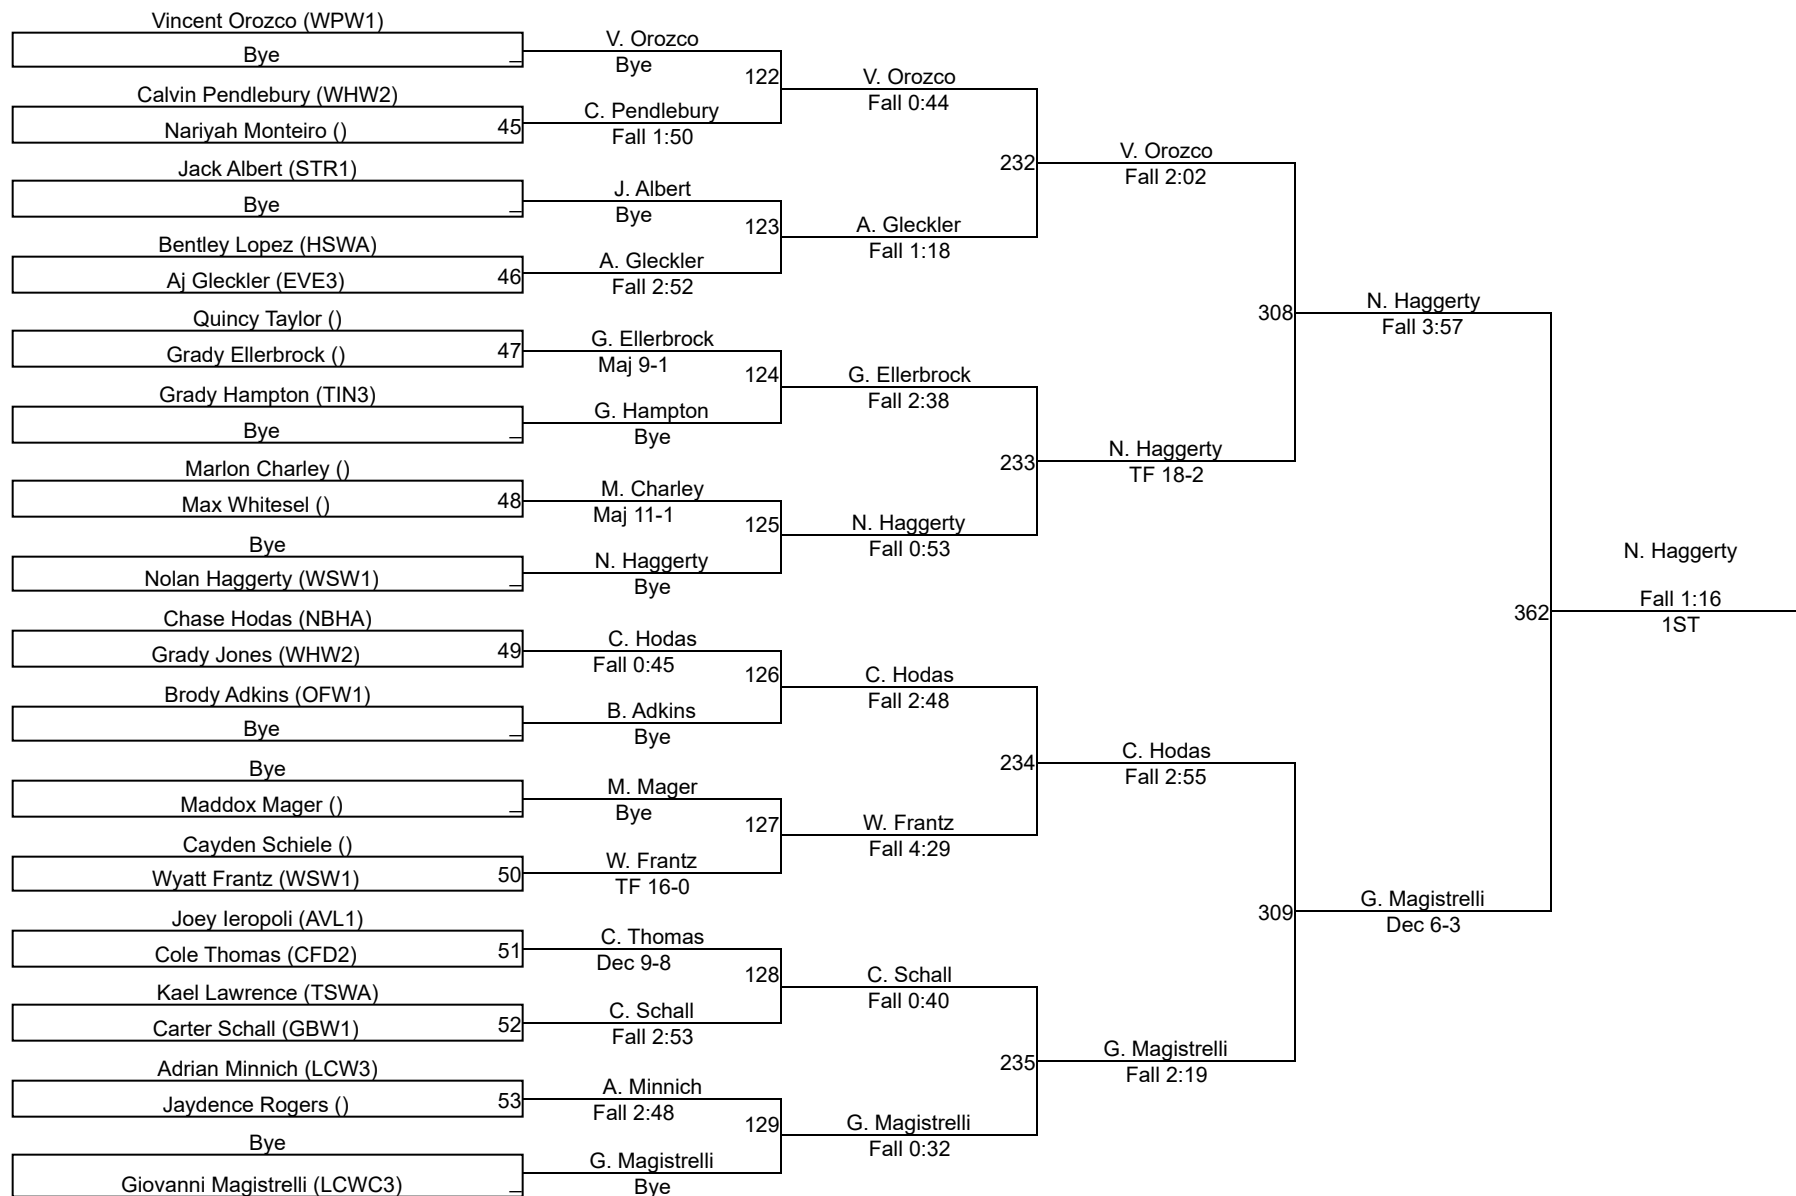 Vincent Orozco (WPW1)
Bye
_
Calvin Pendlebury (WHW2)
Nariyah Monteiro ()
45
Jack Albert (STR1)
Bye
_
Bentley Lopez (HSWA)
Aj Gleckler (EVE3)
46
Quincy Taylor ()
Grady Ellerbrock ()
47
Grady Hampton (TIN3)
Bye
_
Marlon Charley ()
Max Whitesel ()
48
Bye
Nolan Haggerty (WSW1)
_
Chase Hodas (NBHA)
Grady Jones (WHW2)
49
Brody Adkins (OFW1)
Bye
_
Bye
Maddox Mager ()
_
Cayden Schiele ()
Wyatt Frantz (WSW1)
50
Joey Ieropoli (AVL1)
Cole Thomas (CFD2)
51
Kael Lawrence (TSWA)
Carter Schall (GBW1)
52
Adrian Minnich (LCW3)
Jaydence Rogers ()
53
Bye
Giovanni Magistrelli (LCWC3)
_
V. Orozco
Bye
122
C. Pendlebury
Fall 1:50
J. Albert
Bye
123
A. Gleckler
Fall 2:52
G. Ellerbrock
Maj 9-1
124
G. Hampton
Bye
M. Charley
Maj 11-1
125
N. Haggerty
Bye
C. Hodas
Fall 0:45
126
B. Adkins
Bye
M. Mager
Bye
127
W. Frantz
TF 16-0
C. Thomas
Dec 9-8
128
C. Schall
Fall 2:53
A. Minnich
Fall 2:48
129
G. Magistrelli
Bye
V. Orozco
Fall 0:44
232
A. Gleckler
Fall 1:18
G. Ellerbrock
Fall 2:38
233
N. Haggerty
Fall 0:53
C. Hodas
Fall 2:48
234
W. Frantz
Fall 4:29
C. Schall
Fall 0:40
235
G. Magistrelli
Fall 0:32
V. Orozco
Fall 2:02
308
N. Haggerty
TF 18-2
C. Hodas
Fall 2:55
309
G. Magistrelli
Fall 2:19
N. Haggerty
Fall 3:57
362
G. Magistrelli
Dec 6-3
N. Haggerty
Fall 1:16
1ST